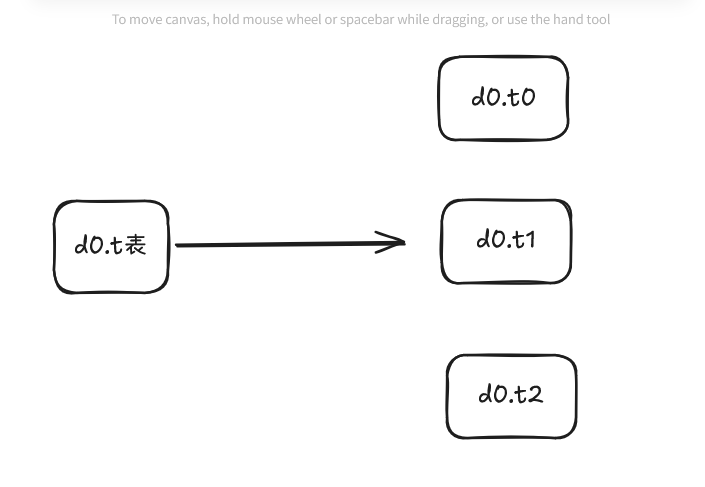 To move canvas, hold mouse wheel or spacebar while dragging, or use the hand tool
d0.t0
d0.t表
d0.t1
d0.t2